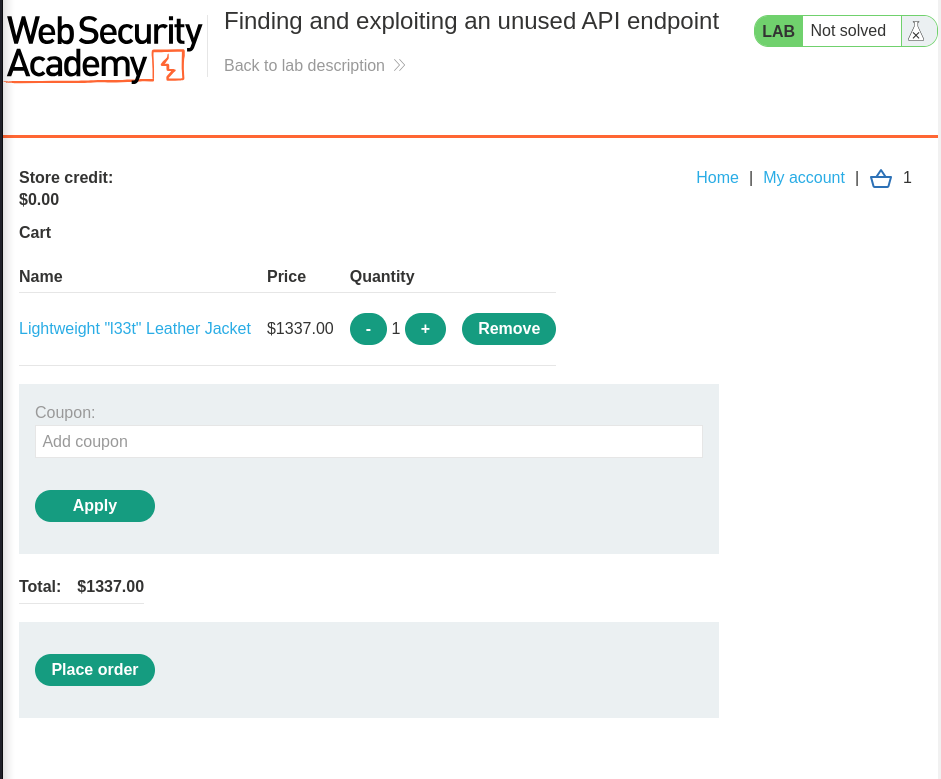 Web Security
Academy
Finding and exploiting an unused API endpoint
Back to lab description
LAB Not solved
Store credit:
$0.00
Home | My account | 1
Cart
Name Price Quantity
Lightweight "l33t" Leather Jacket $1337.00 - 1 + Remove
Coupon:
Add coupon
Apply
Total: $1337.00
Place order